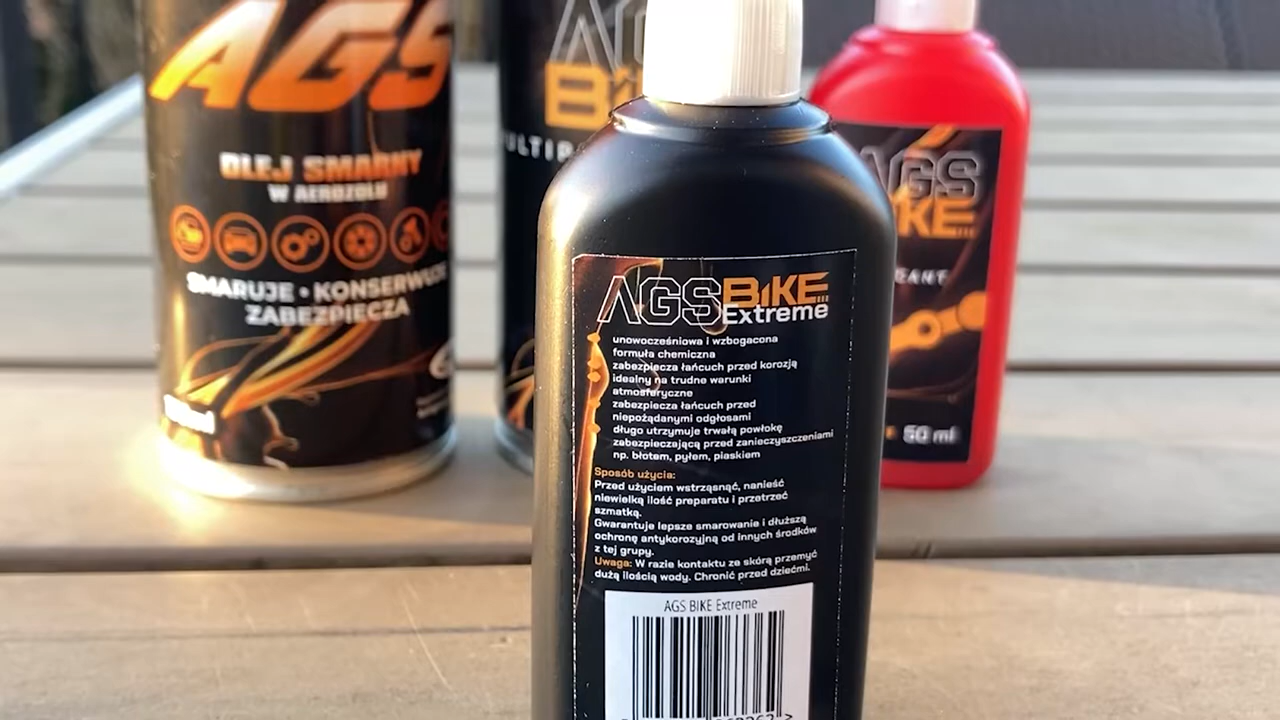 AGS
OLEJ SMARNY
W AEROZOLU
SMARUJE • KONSERWUJE
ZABEZPIECZA
AGS
BIKE
AGS
BIKE
50 ml
AGSBIKE
Extreme
unowocześniowa i wzbogacona
formuła chemiczna
zabezpiecza łańcuch przed korozją
idealny na trudne warunki
atmosferyczne
zabezpiecza łańcuch przed
niepożądanymi odgłosami
długo utrzymuje trwałą powłokę
zabezpieczającą przed zanieczyszczeniami
np. błotem, pyłem, piaskiem
Sposób użycia:
Przed użyciem wstrząsnąć, nanieść
niewielką ilość preparatu i przetrzeć
szmatką.
Gwarantuje lepsze smarowanie i dłuższą
ochronę antykorozyjną od innych środków
z tej grupy.
Uwaga: W razie kontaktu ze skórą przemyć
dużą ilością wody. Chronić przed dziećmi.
AGS BIKE Extreme